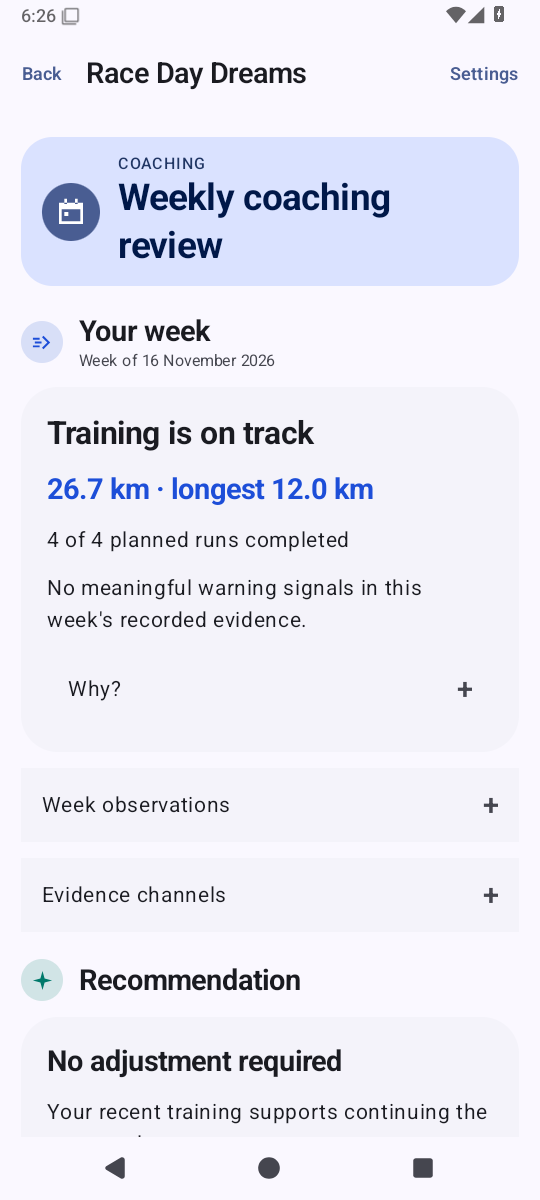 6:26
Back
Race Day Dreams
Settings
COACHING
Weekly coaching
review
Your week
Week of 16 November 2026
Training is on track
26.7 km · longest 12.0 km
4 of 4 planned runs completed
No meaningful warning signals in this
week's recorded evidence.
Why?
+
Week observations
+
Evidence channels
+
Recommendation
No adjustment required
Your recent training supports continuing the